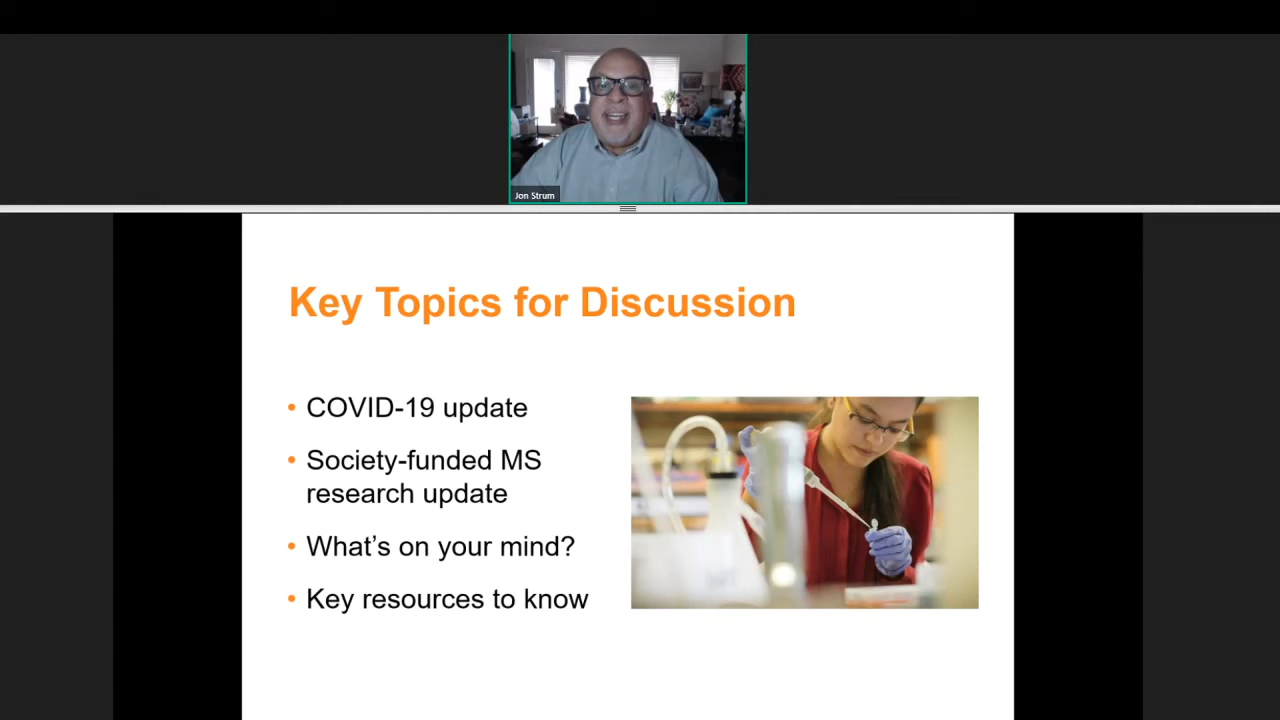 Jon Strum
Key Topics for Discussion
• COVID-19 update
• Society-funded MS
research update
• What’s on your mind?
• Key resources to know